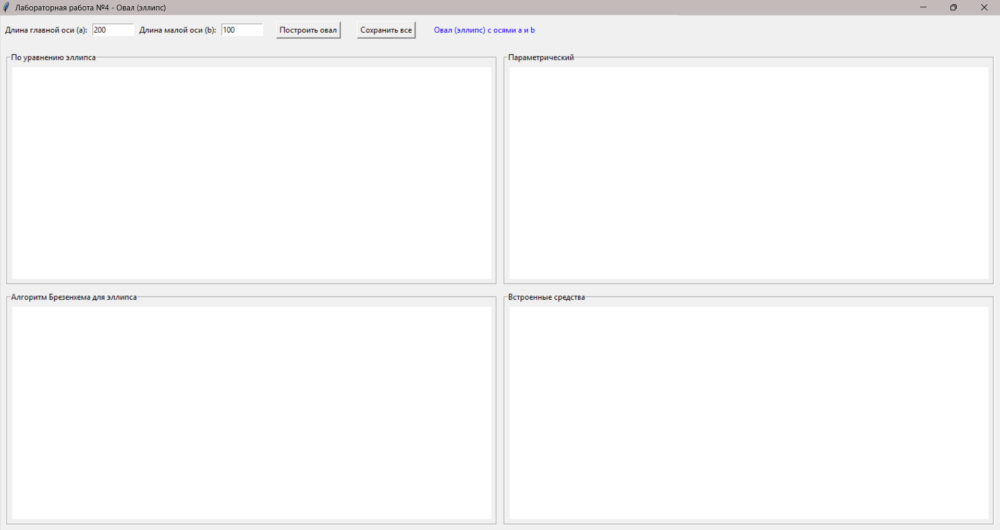 Лабораторная работа №4 - Овал (эллипс)
Длина главной оси (a): 200 Длина малой оси (b): 100 Построить овал Сохранить все Овал (эллипс) с осями a и b
По уравнению эллипса Параметрический
Алгоритм Брезенхема для эллипса Встроенные средства